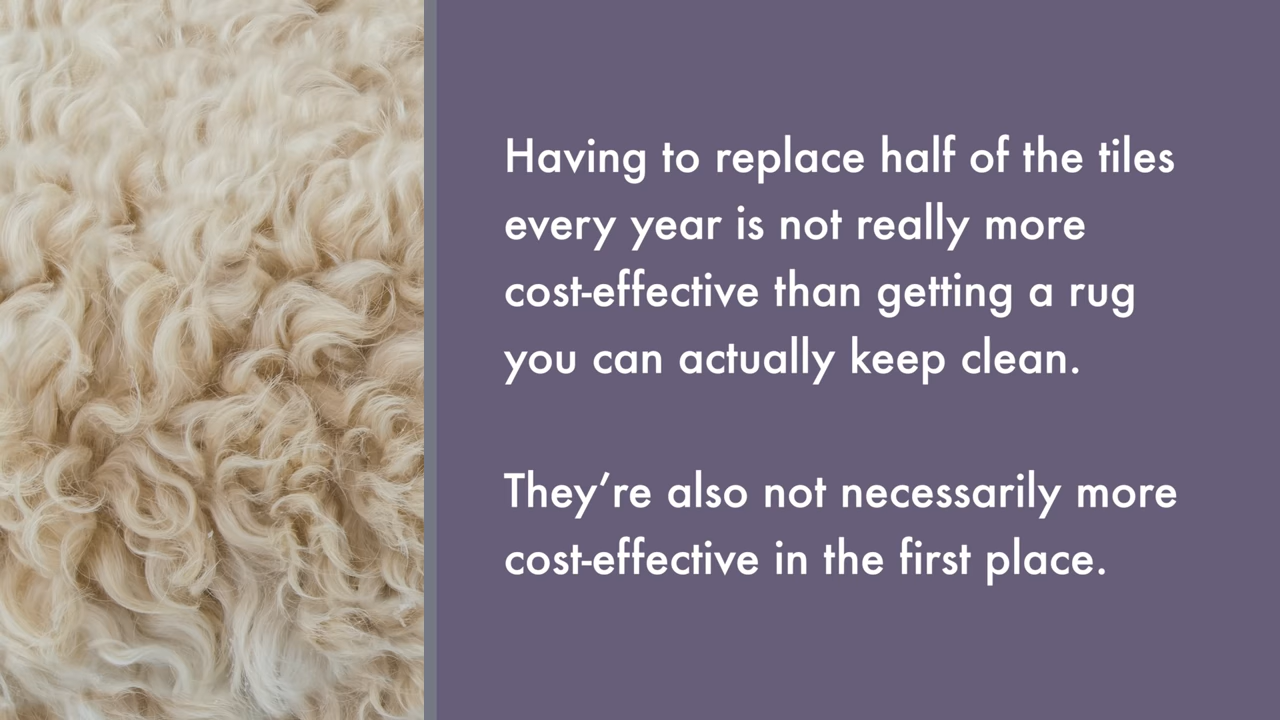 Having to replace half of the tiles
every year is not really more
cost-effective than getting a rug
you can actually keep clean.
They’re also not necessarily more
cost-effective in the first place.